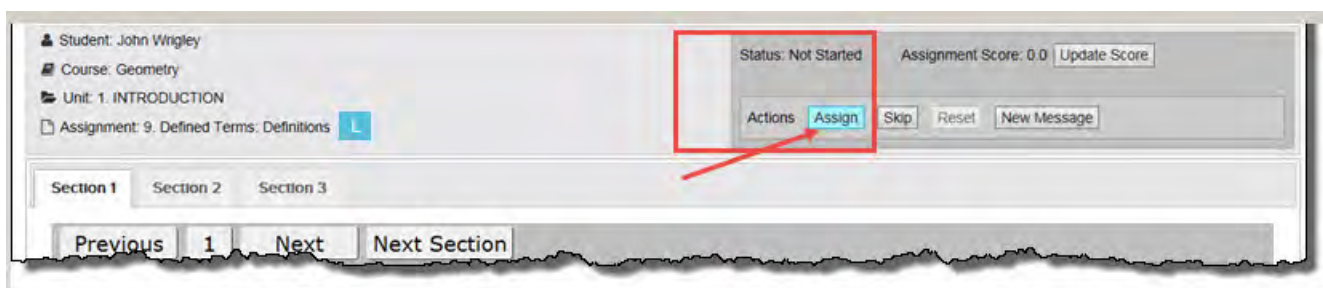 Student: John Wrigley
Course: Geometry
Unit: 1. INTRODUCTION
Assignment: 9. Defined Terms: Definitions L
Status: Not Started Assignment Score: 0.0 Update Score
Actions Assign Skip Reset New Message
Section 1 Section 2 Section 3
Previous 1 Next Next Section